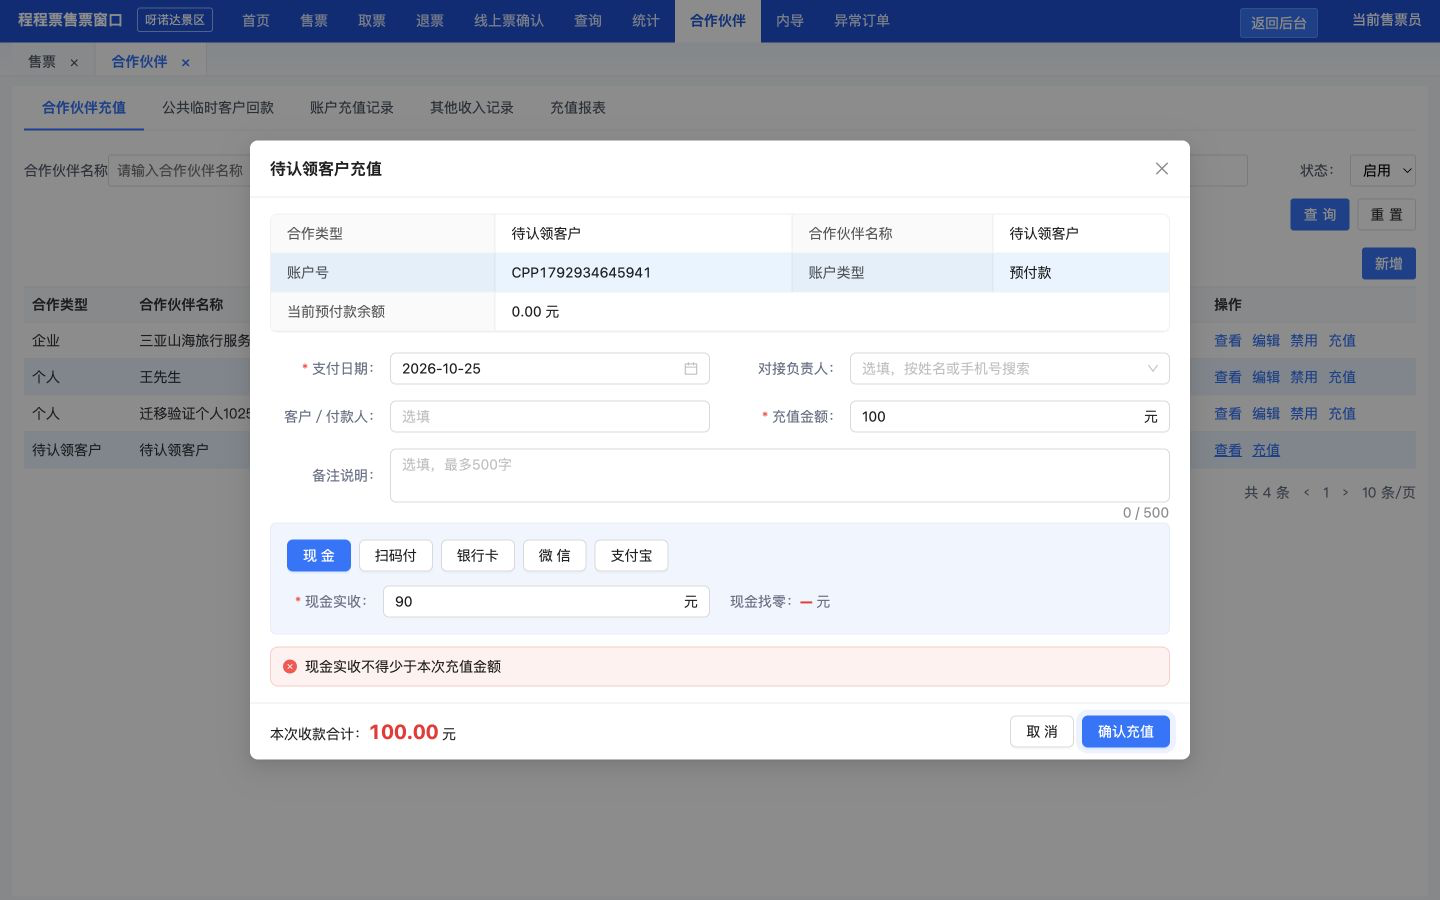 程程票售票窗口 呀诺达景区 首页 售票 取票 退票 线上票确认 查询 统计 合作伙伴 内导 异常订单 返回后台 当前售票员
售票 × 合作伙伴 ×
合作伙伴充值 公共临时客户回款 账户充值记录 其他收入记录 充值报表
合作伙伴名称 请输入合作伙伴名称 状态： 启用
查 询 重 置
新增
合作类型 合作伙伴名称 操作
企业 三亚山海旅行服务 查看 编辑 禁用 充值
个人 王先生 查看 编辑 禁用 充值
个人 迁移验证个人1025 查看 编辑 禁用 充值
待认领客户 待认领客户 查看 充值
共 4 条 < 1 > 10 条/页
待认领客户充值
合作类型 待认领客户 合作伙伴名称 待认领客户
账户号 CPP1792934645941 账户类型 预付款
当前预付款余额 0.00 元
* 支付日期： 2026-10-25 对接负责人： 选填，按姓名或手机号搜索
客户 / 付款人： 选填 * 充值金额： 100 元
备注说明： 选填，最多500字
0 / 500
现 金 扫码付 银行卡 微 信 支付宝
* 现金实收： 90 元 现金找零： — 元
现金实收不得少于本次充值金额
本次收款合计： 100.00 元 取 消 确认充值